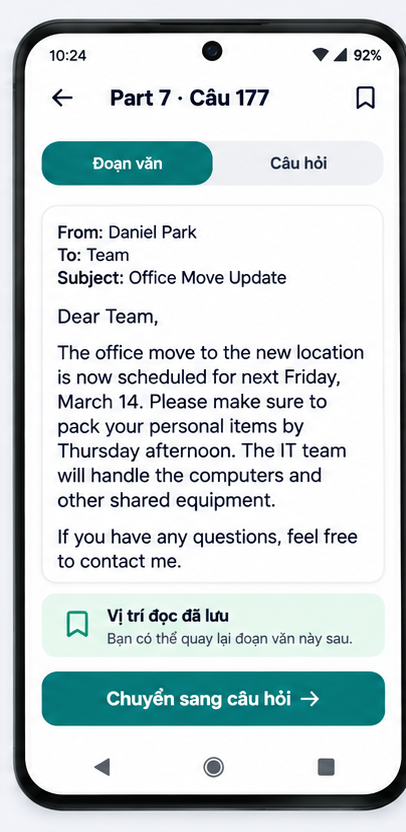 10:24
92%
Part 7 · Câu 177
Đoạn văn
Câu hỏi
From: Daniel Park
To: Team
Subject: Office Move Update
Dear Team,
The office move to the new location
is now scheduled for next Friday,
March 14. Please make sure to
pack your personal items by
Thursday afternoon. The IT team
will handle the computers and
other shared equipment.
If you have any questions, feel free
to contact me.
Vị trí đọc đã lưu
Bạn có thể quay lại đoạn văn này sau.
Chuyển sang câu hỏi →